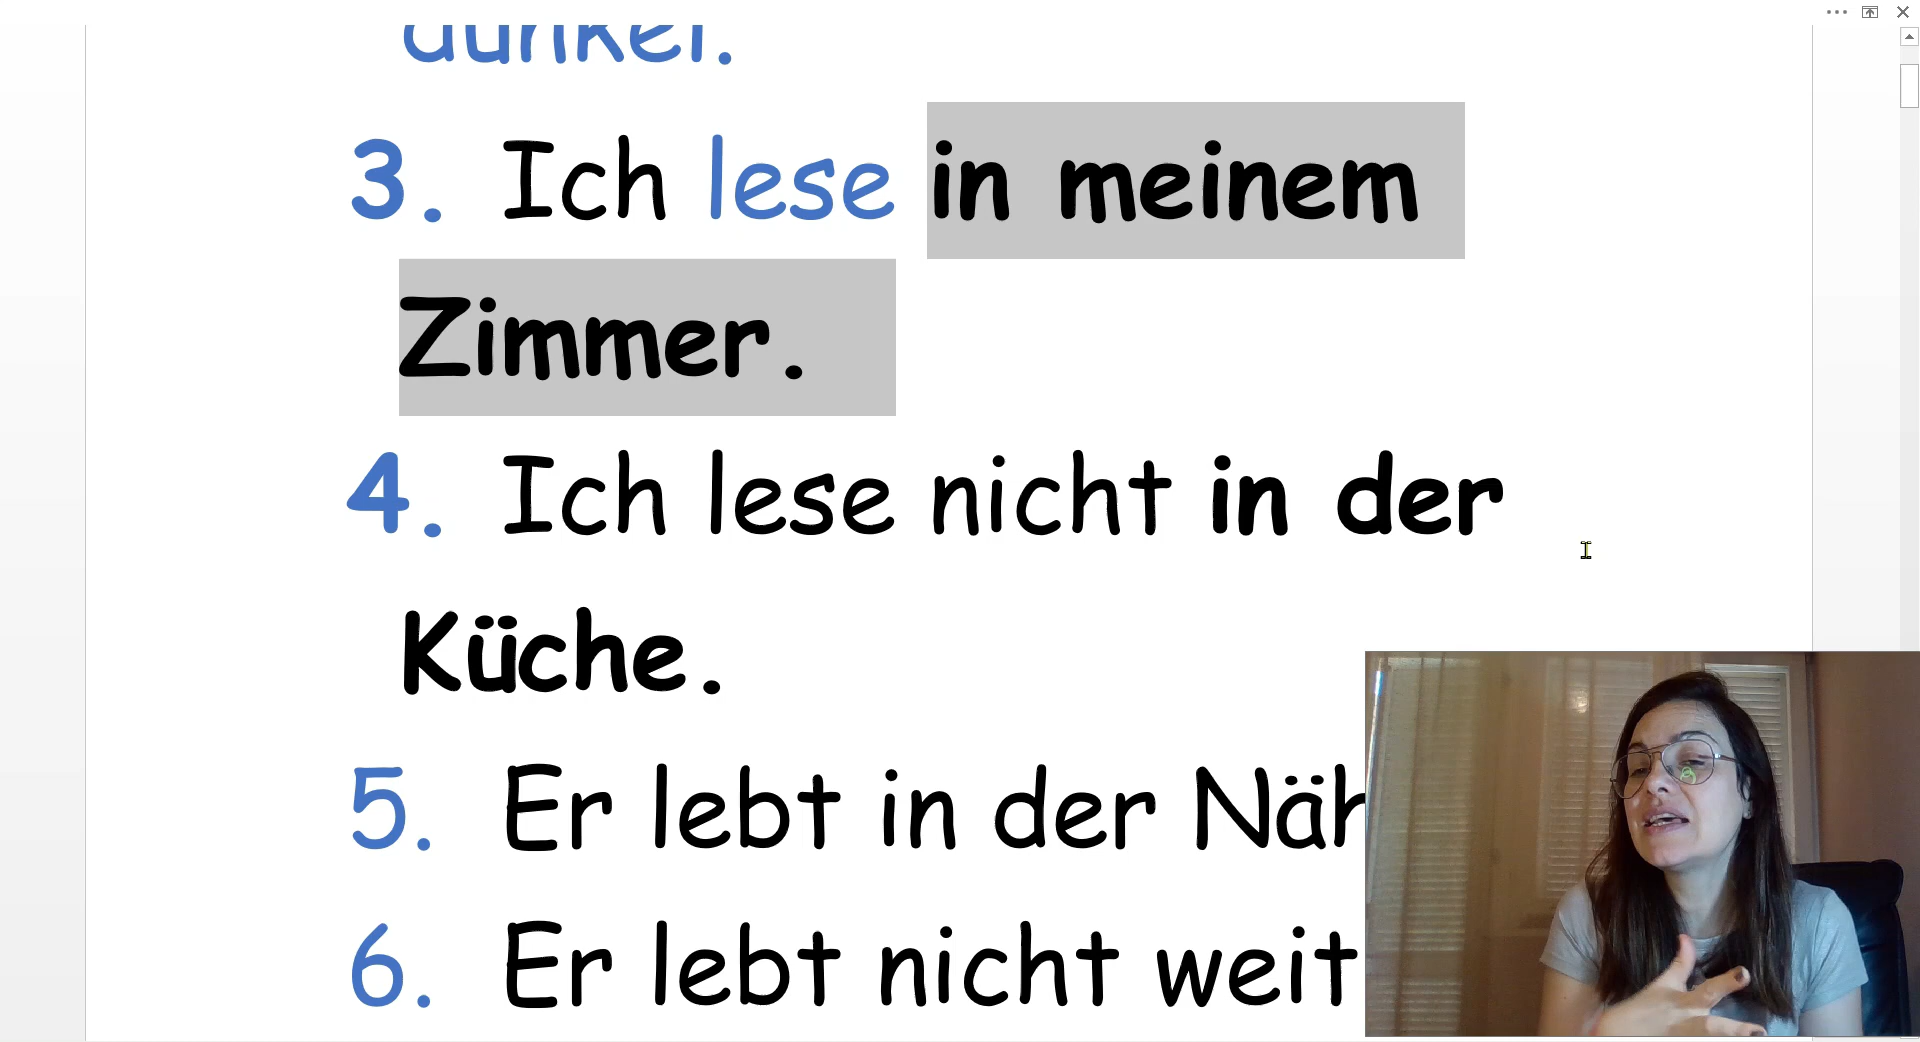 dunkel.
3. Ich lese in meinem
Zimmer.
4. Ich lese nicht in der
Küche.
5. Er lebt in der
6. Er lebt nicht weit